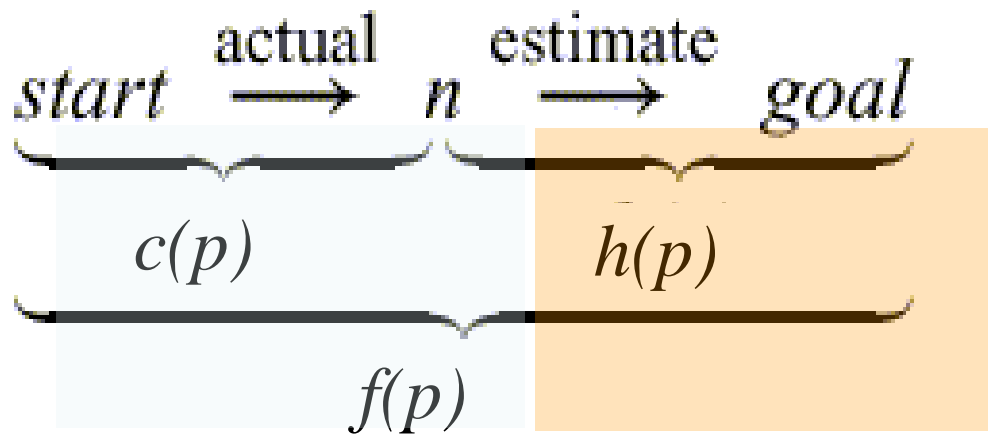 actual estimate
start → n → goal
c(p) h(p)
f(p)